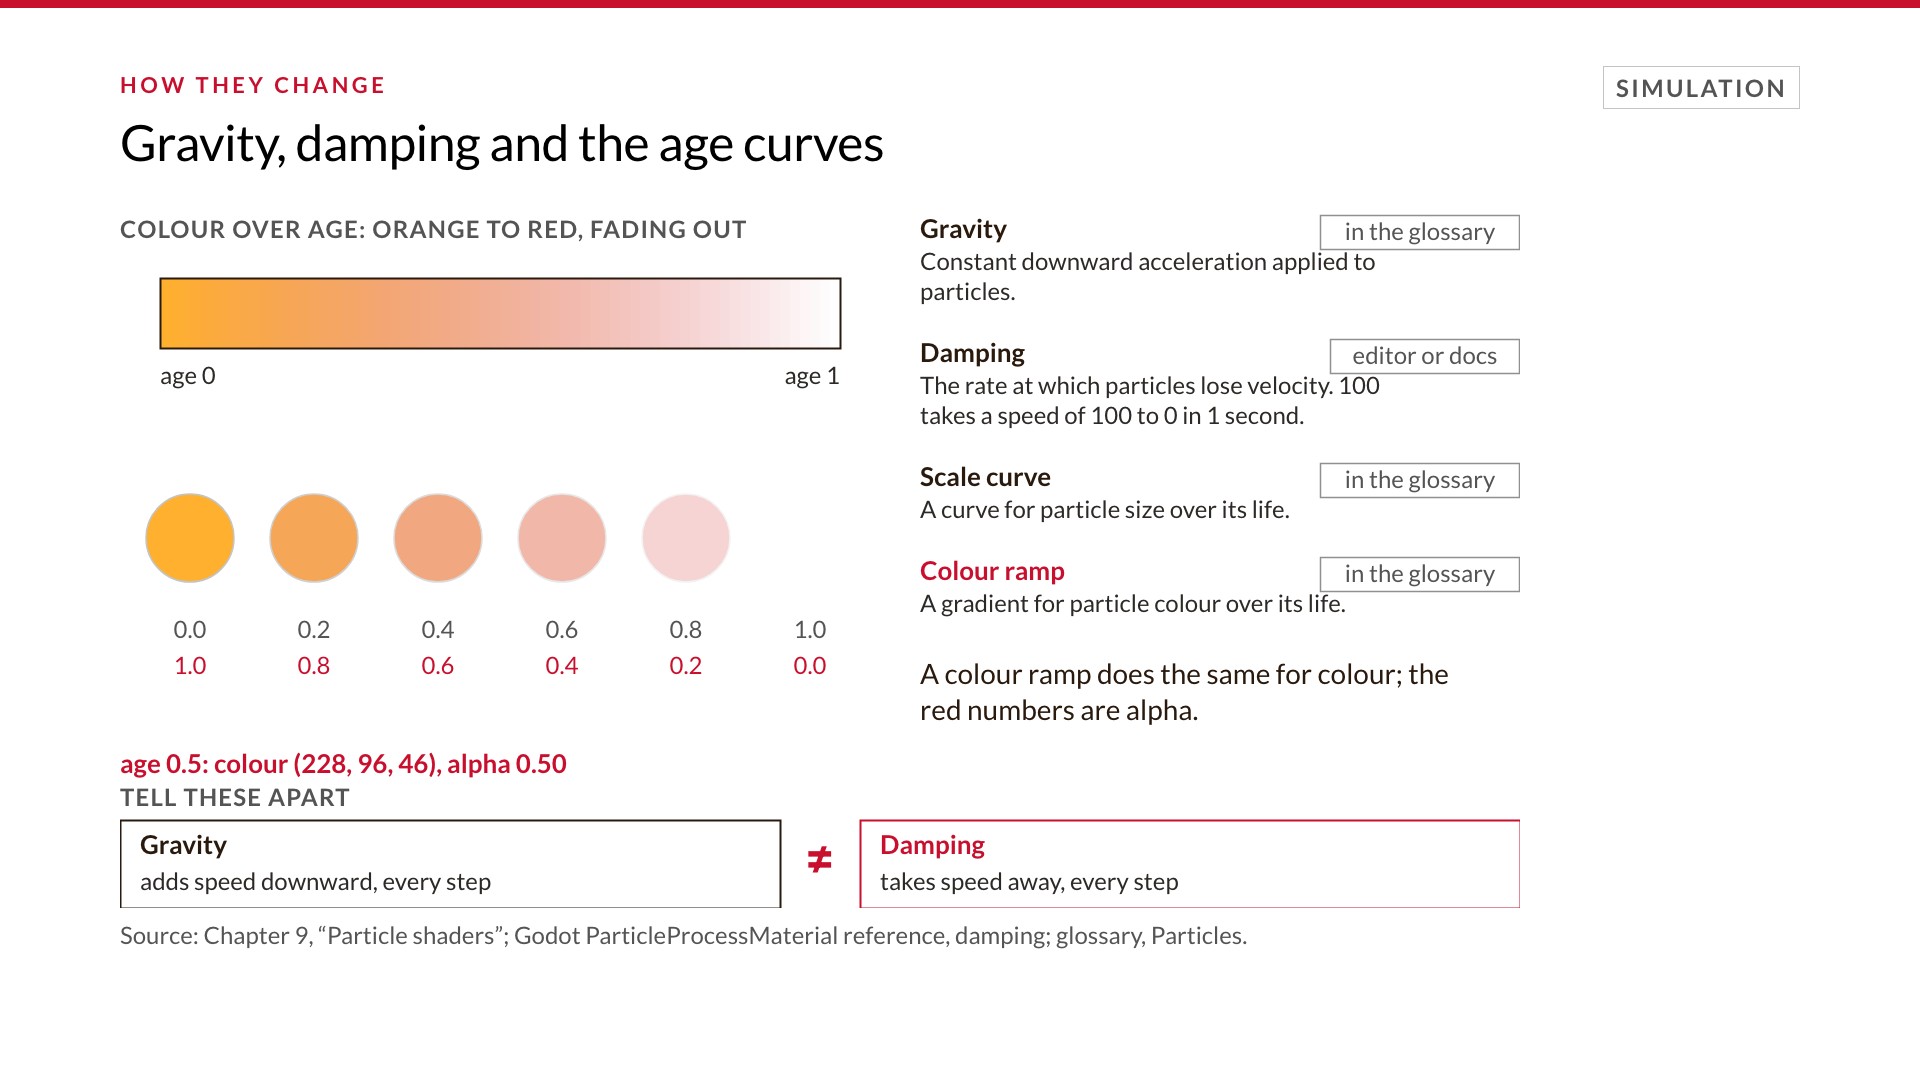 HOW THEY CHANGE
SIMULATION
Gravity, damping and the age curves
COLOUR OVER AGE: ORANGE TO RED, FADING OUT
age 0
age 1
0.0 0.2 0.4 0.6 0.8 1.0
1.0 0.8 0.6 0.4 0.2 0.0
age 0.5: colour (228, 96, 46), alpha 0.50
Gravity
in the glossary
Constant downward acceleration applied to
particles.
Damping
editor or docs
The rate at which particles lose velocity. 100
takes a speed of 100 to 0 in 1 second.
Scale curve
in the glossary
A curve for particle size over its life.
Colour ramp
in the glossary
A gradient for particle colour over its life.
A colour ramp does the same for colour; the
red numbers are alpha.
TELL THESE APART
Gravity
adds speed downward, every step
≠
Damping
takes speed away, every step
Source: Chapter 9, “Particle shaders”; Godot ParticleProcessMaterial reference, damping; glossary, Particles.